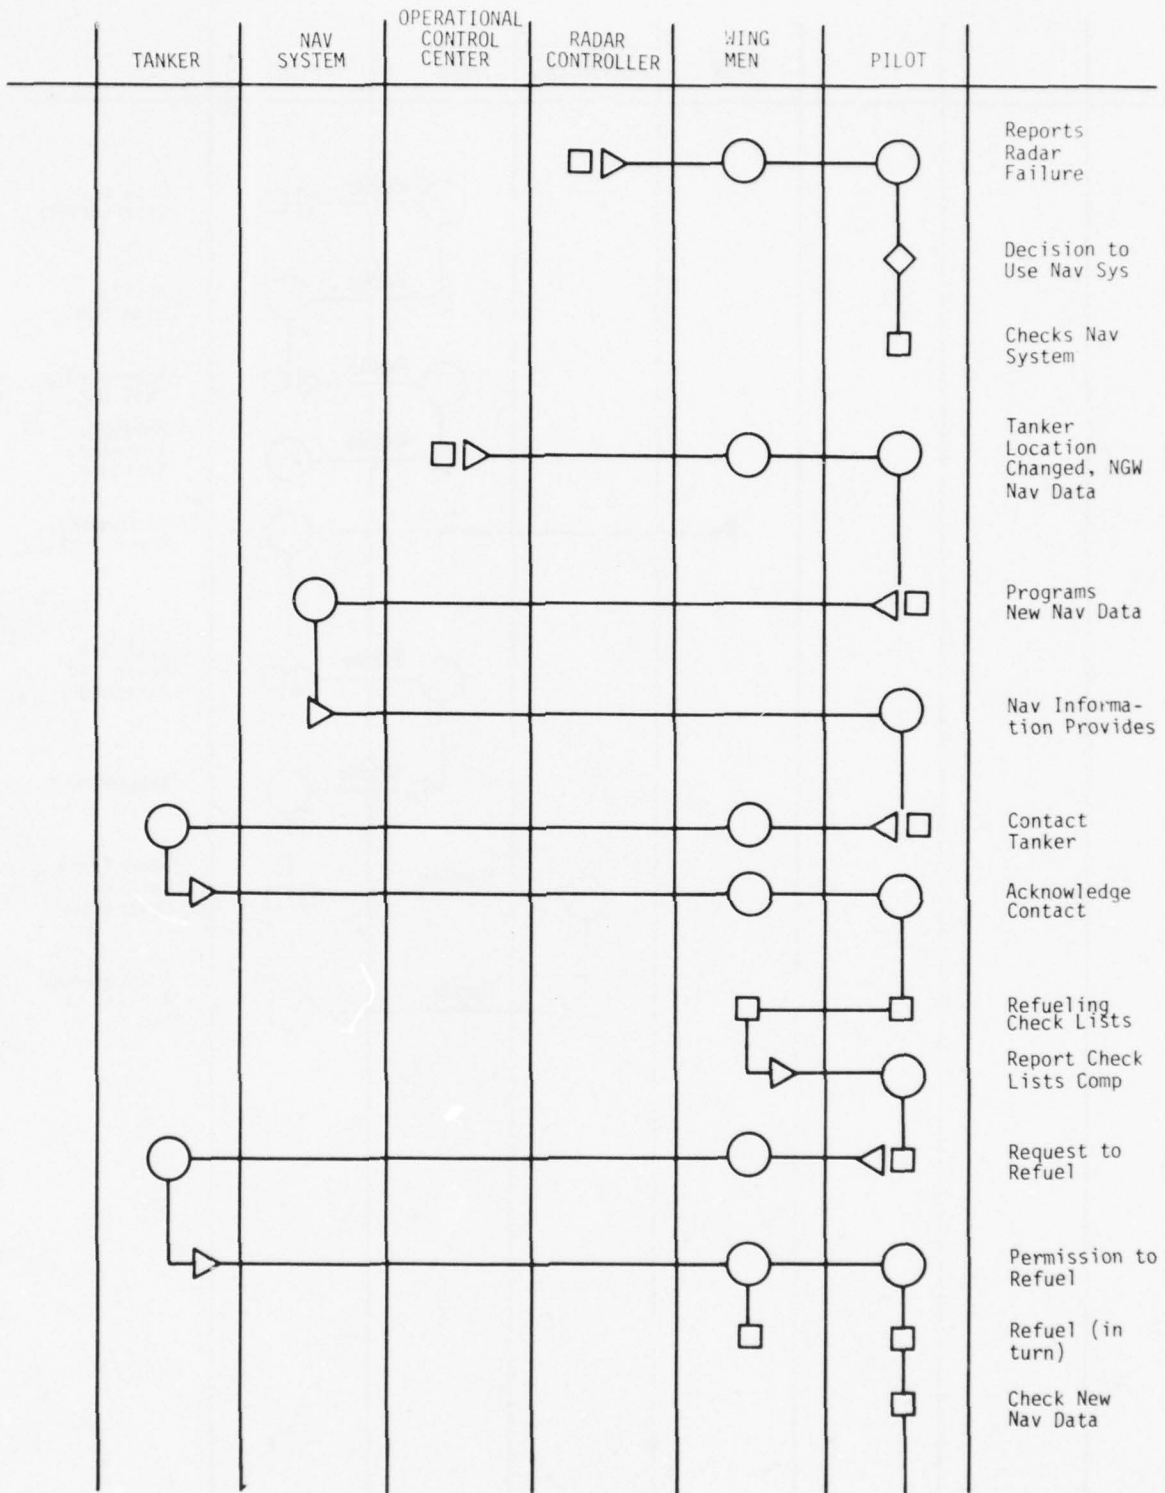 TANKER
NAV
SYSTEM
OPERATIONAL
CONTROL
CENTER
RADAR
CONTROLLER
WING
MEN
PILOT
Reports
Radar
Failure
Decision to
Use Nav Sys
Checks Nav
System
Tanker
Location
Changed, NGW
Nav Data
Programs
New Nav Data
Nav Informa-
tion Provides
Contact
Tanker
Acknowledge
Contact
Refueling
Check Lists
Report Check
Lists Comp
Request to
Refuel
Permission to
Refuel
Refuel (in
turn)
Check New
Nav Data